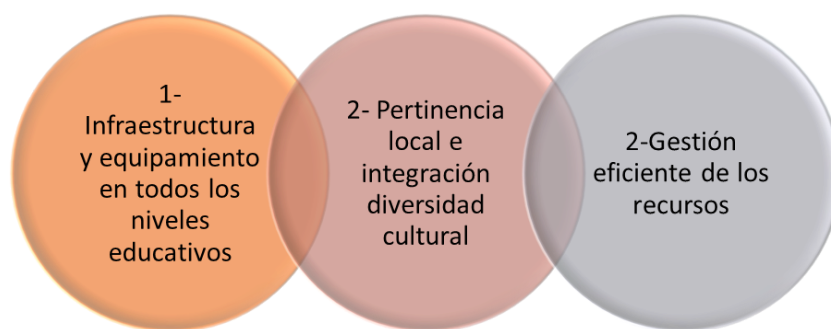 1-
Infraestructura
y equipamiento
en todos los
niveles
educativos
2- Pertinencia
local e
integración
diversidad
cultural
2-Gestión
eficiente de los
recursos